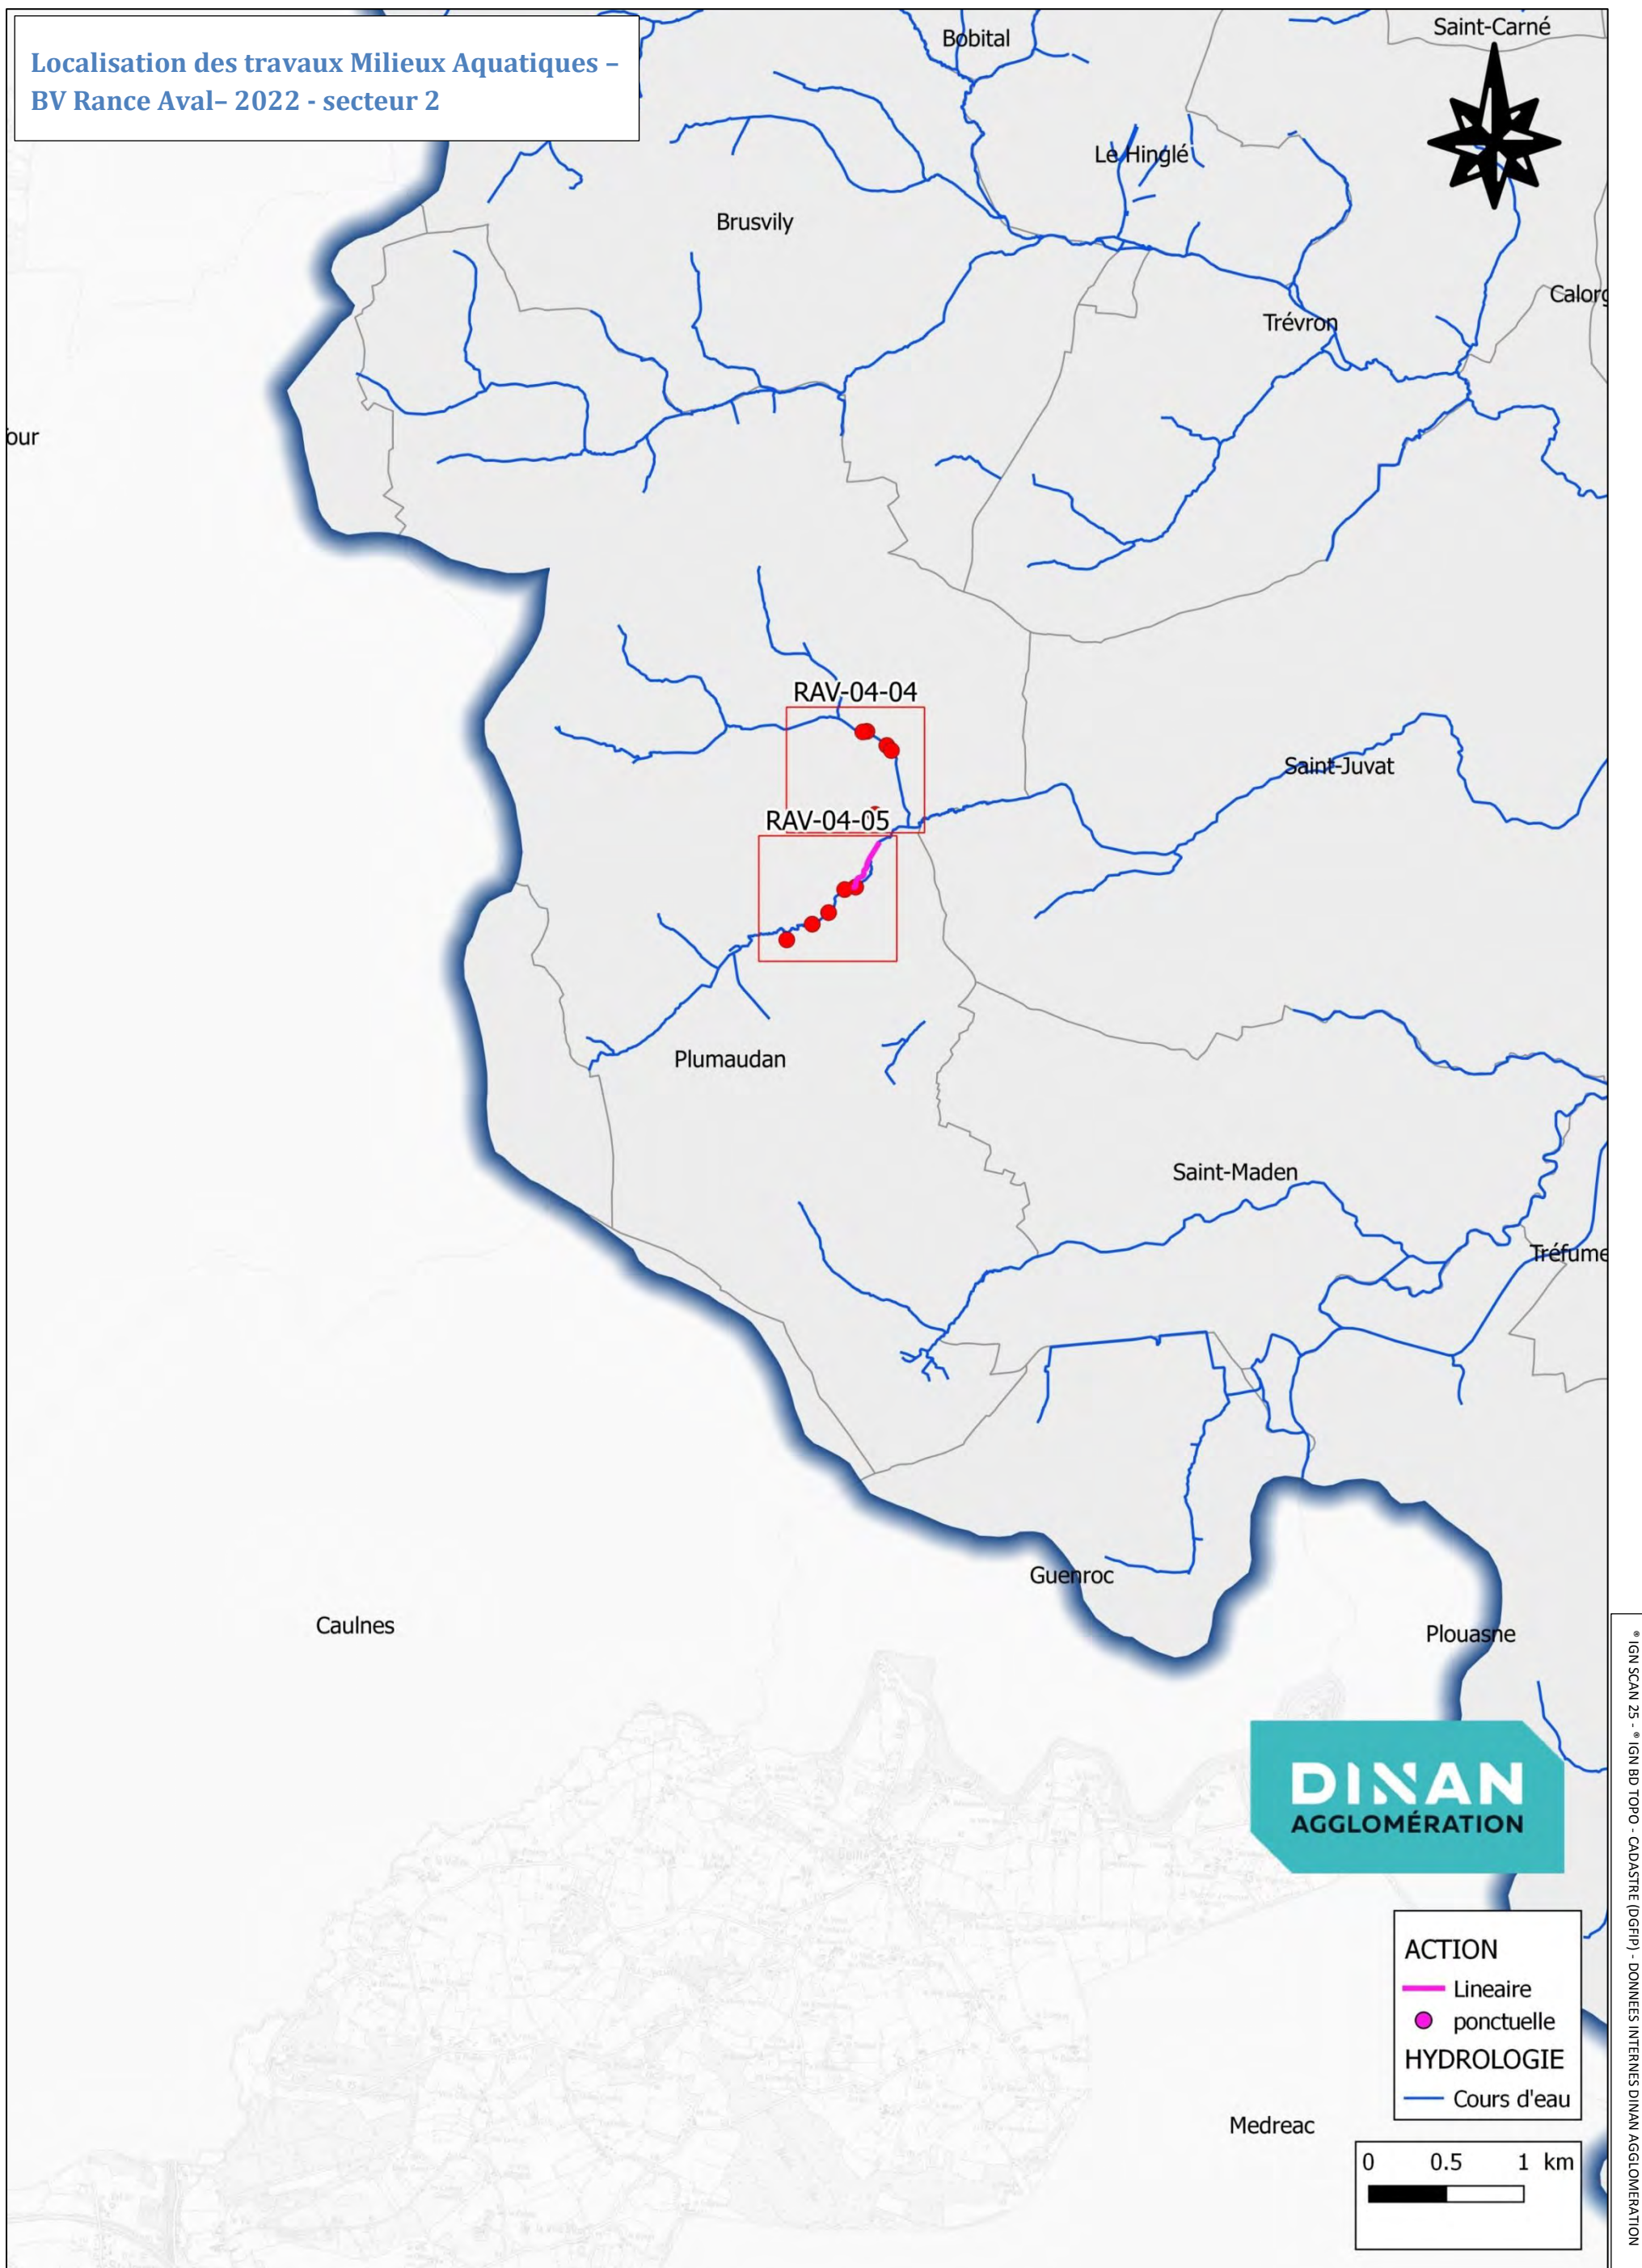 Localisation des travaux Milieux Aquatiques –
BV Rance Aval– 2022 - secteur 2
Bobital
Saint-Carné
Le Hinglé
Brusvily
Calorg
Trévron
our
RAV-04-04
Saint-Juvat
RAV-04-05
Plumaudan
Saint-Maden
Tréfume
Guenroc
Caulnes
Plouasne
DINAN
AGGLOMÉRATION
ACTION
Lineaire
ponctuelle
HYDROLOGIE
Cours d'eau
Medreac
0 0.5 1 km
® IGN SCAN 25 - ® IGN BD TOPO - CADASTRE (DGFIP) - DONNEES INTERNES DINAN AGGLOMERATION